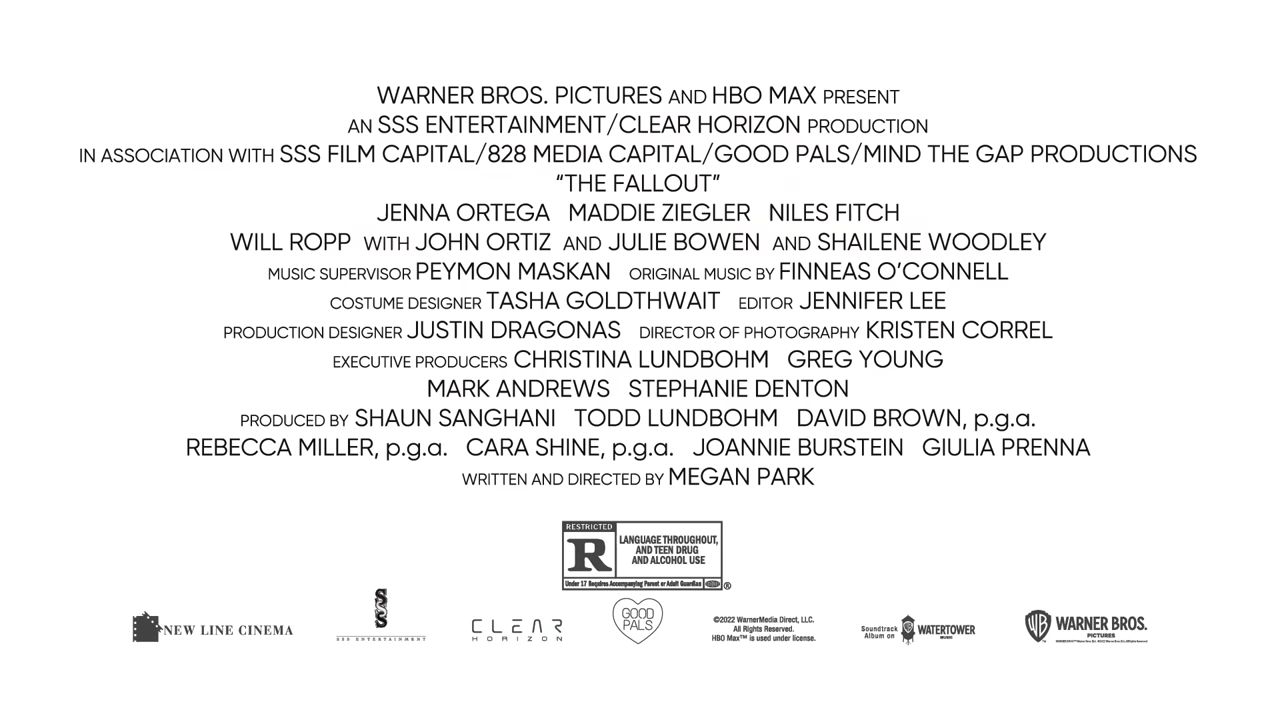 WARNER BROS. PICTURES AND HBO MAX PRESENT
AN SSS ENTERTAINMENT/CLEAR HORIZON PRODUCTION
IN ASSOCIATION WITH SSS FILM CAPITAL/828 MEDIA CAPITAL/GOOD PALS/MIND THE GAP PRODUCTIONS
“THE FALLOUT”
JENNA ORTEGA MADDIE ZIEGLER NILES FITCH
WILL ROPP WITH JOHN ORTIZ AND JULIE BOWEN AND SHAILENE WOODLEY
MUSIC SUPERVISOR PEYMON MASKAN ORIGINAL MUSIC BY FINNEAS O’CONNELL
COSTUME DESIGNER TASHA GOLDTHWAIT EDITOR JENNIFER LEE
PRODUCTION DESIGNER JUSTIN DRAGONAS DIRECTOR OF PHOTOGRAPHY KRISTEN CORREL
EXECUTIVE PRODUCERS CHRISTINA LUNDBOHM GREG YOUNG
MARK ANDREWS STEPHANIE DENTON
PRODUCED BY SHAUN SANGHANI TODD LUNDBOHM DAVID BROWN, p.g.a.
REBECCA MILLER, p.g.a. CARA SHINE, p.g.a. JOANNIE BURSTEIN GIULIA PRENNA
WRITTEN AND DIRECTED BY MEGAN PARK
RESTRICTED
R
LANGUAGE THROUGHOUT,
AND TEEN DRUG
AND ALCOHOL USE
Under 17 Requires Accompanying Parent or Adult Guardian
®
NEW LINE CINEMA
SSS
SSS ENTERTAINMENT
CLEAR
HORIZON
GOOD
PALS
©2022 WarnerMedia Direct, LLC.
All Rights Reserved.
HBO Max™ is used under license.
Soundtrack
Album on
WATERTOWER
MUSIC
WB
WARNER BROS.
PICTURES